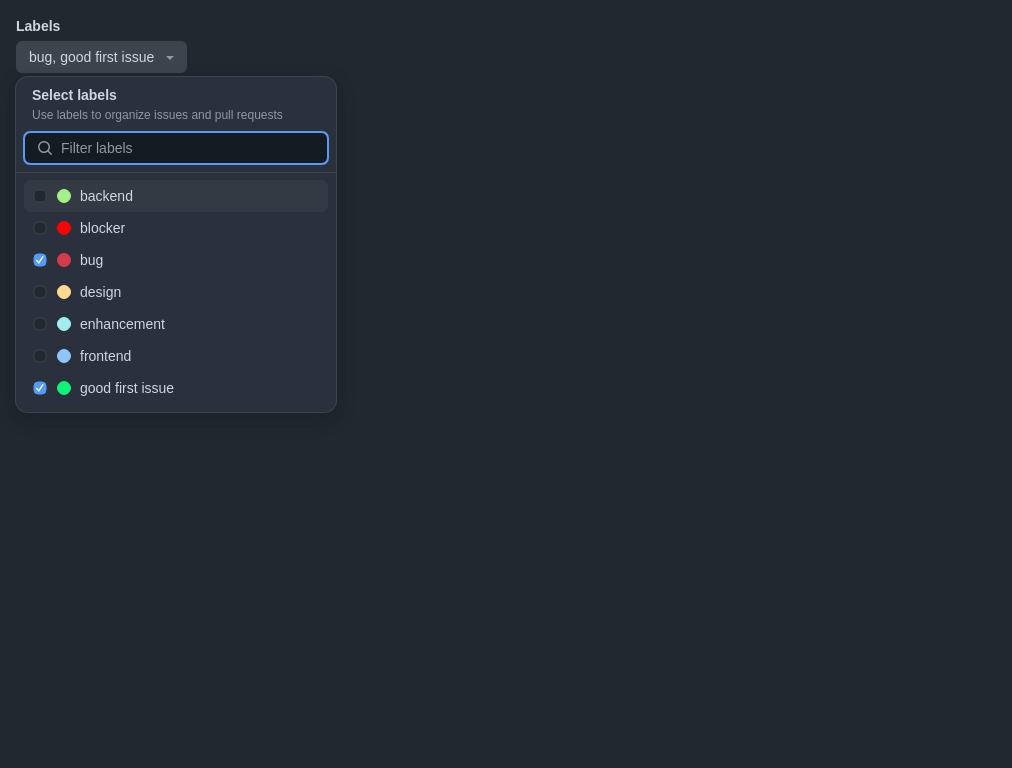 Labels
bug, good first issue
Select labels
Use labels to organize issues and pull requests
Filter labels
backend
blocker
bug
design
enhancement
frontend
good first issue